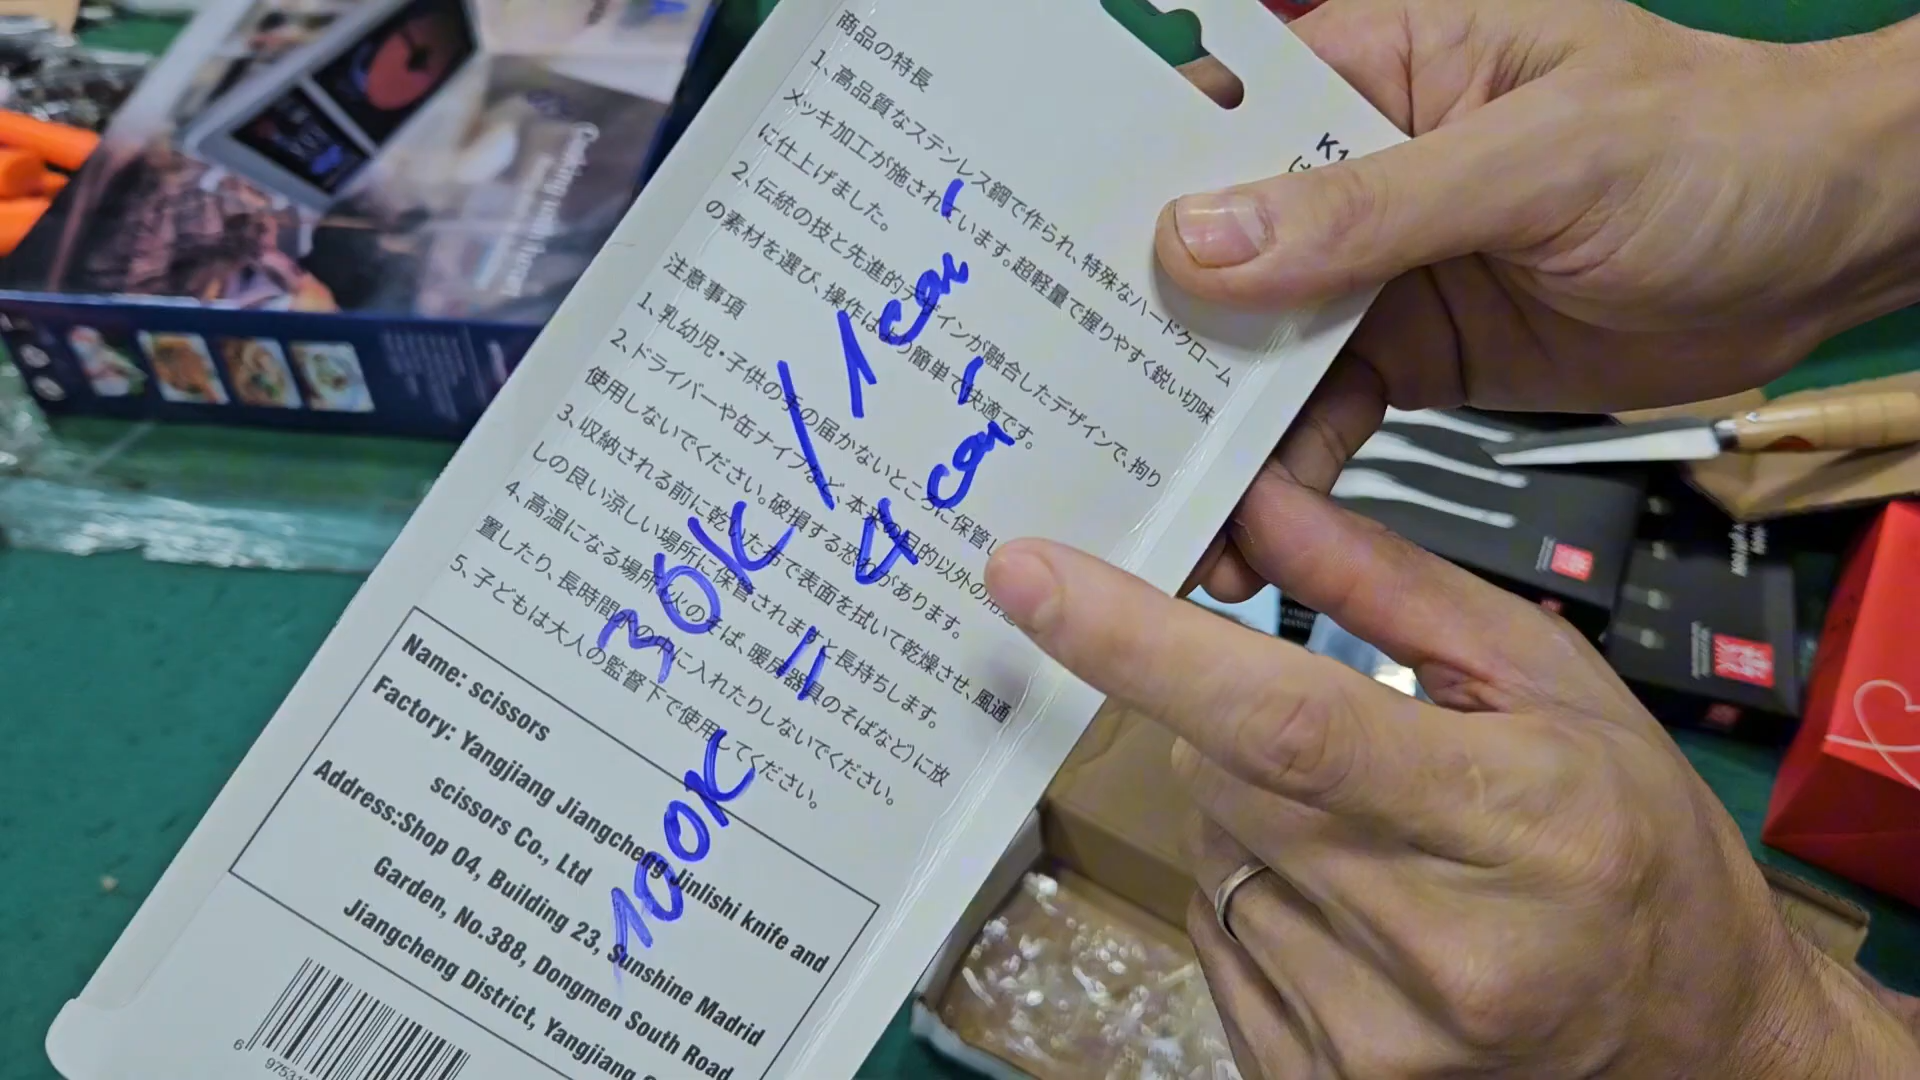 商品の特長
1、高品質なステンレス鋼で作られ、特殊なハードクローム
メッキ加工が施されています。超軽量で握りやすく鋭い切味
に仕上げました。
2、伝統の技と先進的デザインが融合したデザインで、拘り
の素材を選び、操作はより簡単で快適です。
注意事項
1、乳幼児・子供の手の届かないところに保管し
2、ドライバーや缶ナイフなど、本来の目的以外の用途
使用しないでください。破損する恐れがあります。
3、収納される前に乾いた布で表面を拭いて乾燥させ、風通
しの良い涼しい場所に保管されますと長持ちします。
4、高温になる場所(火のそば、暖房器具のそばなど)に放
置したり、長時間水の中に入れたりしないでください。
5、子どもは大人の監督下で使用してください。
30K/1 cái
4 cái =
100K
Name: scissors
Factory: Yangjiang Jiangcheng Jinlishi knife and
scissors Co., Ltd
Address:Shop 04, Building 23, Sunshine Madrid
Garden, No.388, Dongmen South Road
Jiangcheng District, Yangjiang
6
K1